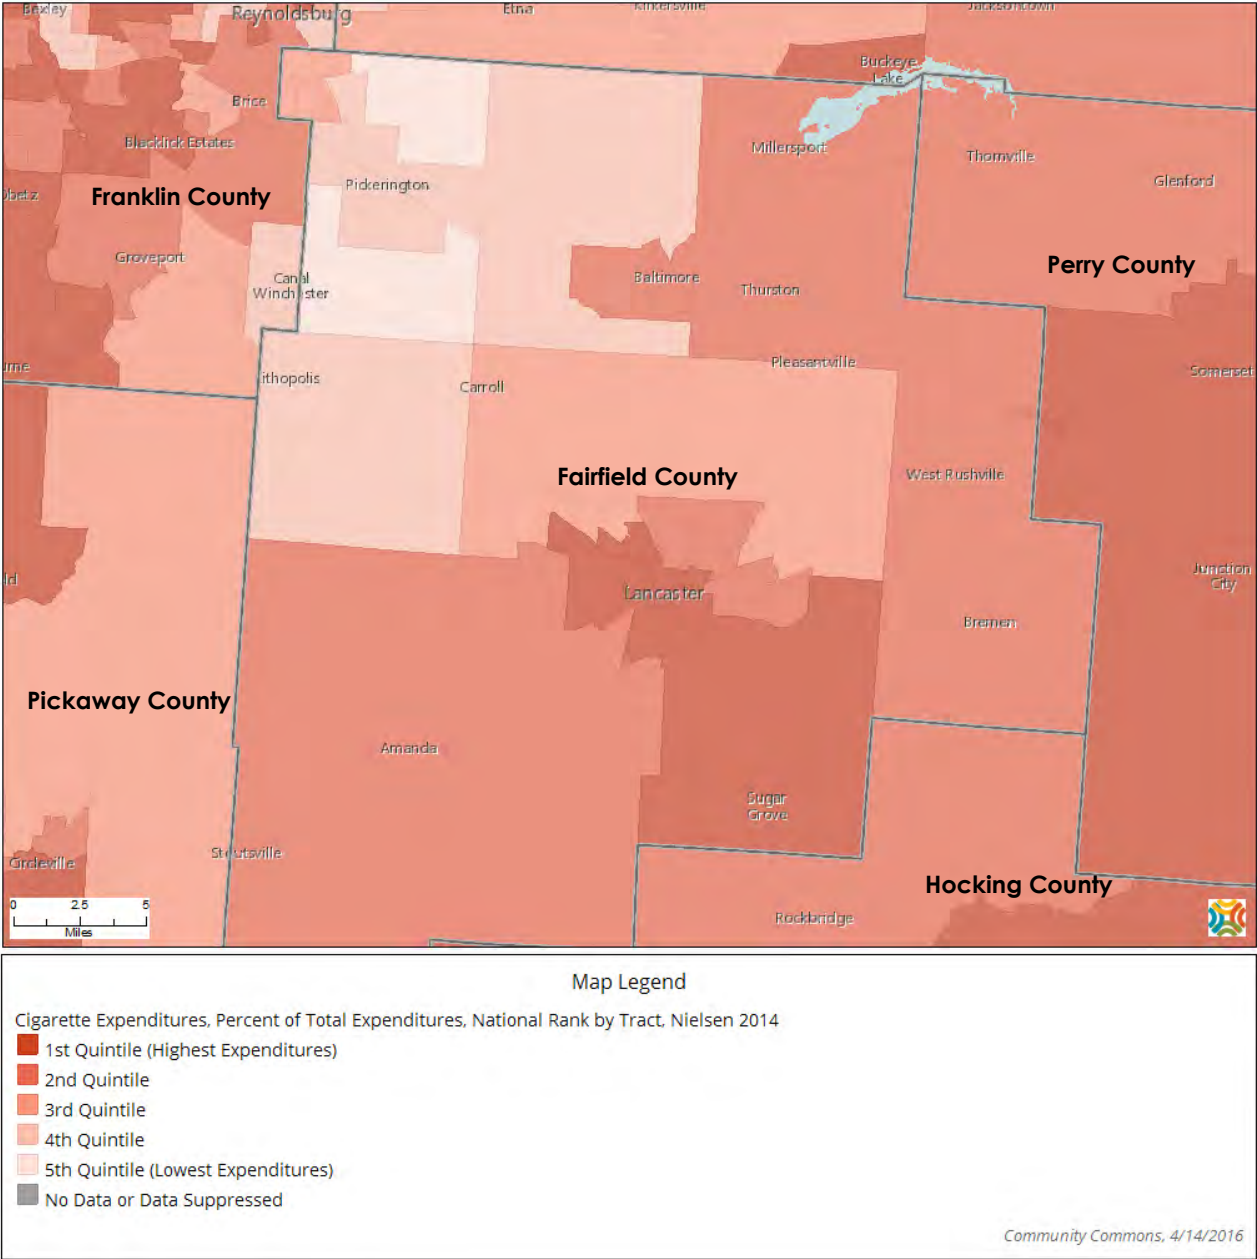 Bexley
Reynoldsburg
Etna
Kirkersville
Jacksontown
Buckeye
Lake
Brice
Blacklick Estates
Millersport
Thornville
Glenford
Pickerington
Franklin County
Groveport
Perry County
Canal
Winchester
Baltimore
Thurston
Pleasantville
Somerset
ithopolis
Carroll
Fairfield County
West Rushville
Junction
City
Lancaster
Bremen
Pickaway County
Amanda
Sugar
Grove
Stoutsville
Circleville
Hocking County
Rockbridge
0 2.5 5
Miles
Map Legend
Cigarette Expenditures, Percent of Total Expenditures, National Rank by Tract, Nielsen 2014
1st Quintile (Highest Expenditures)
2nd Quintile
3rd Quintile
4th Quintile
5th Quintile (Lowest Expenditures)
No Data or Data Suppressed
Community Commons, 4/14/2016